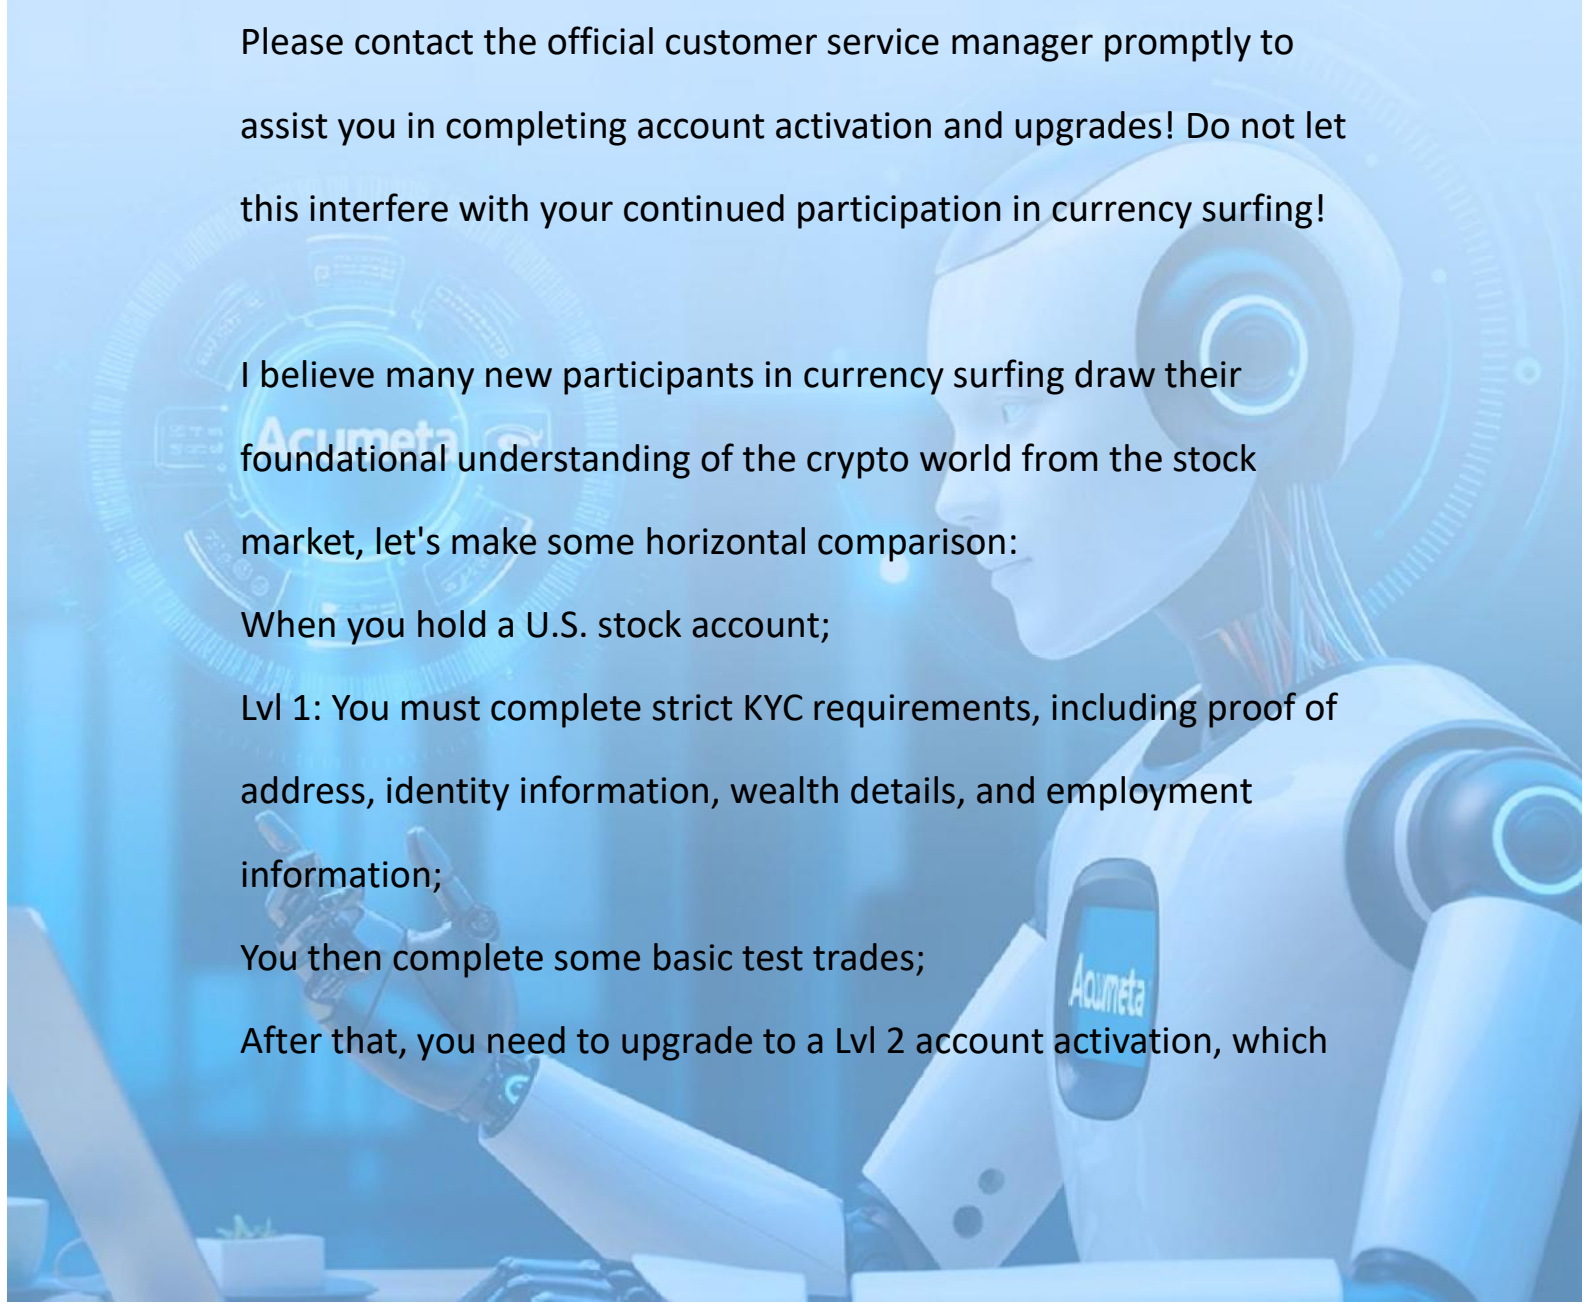 Please contact the official customer service manager promptly to
assist you in completing account activation and upgrades! Do not let
this interfere with your continued participation in currency surfing!
I believe many new participants in currency surfing draw their
Acumeta
foundational understanding of the crypto world from the stock
market, let's make some horizontal comparison:
When you hold a U.S. stock account;
Lvl 1: You must complete strict KYC requirements, including proof of
address, identity information, wealth details, and employment
information;
You then complete some basic test trades;
Acumeta
After that, you need to upgrade to a Lvl 2 account activation, which